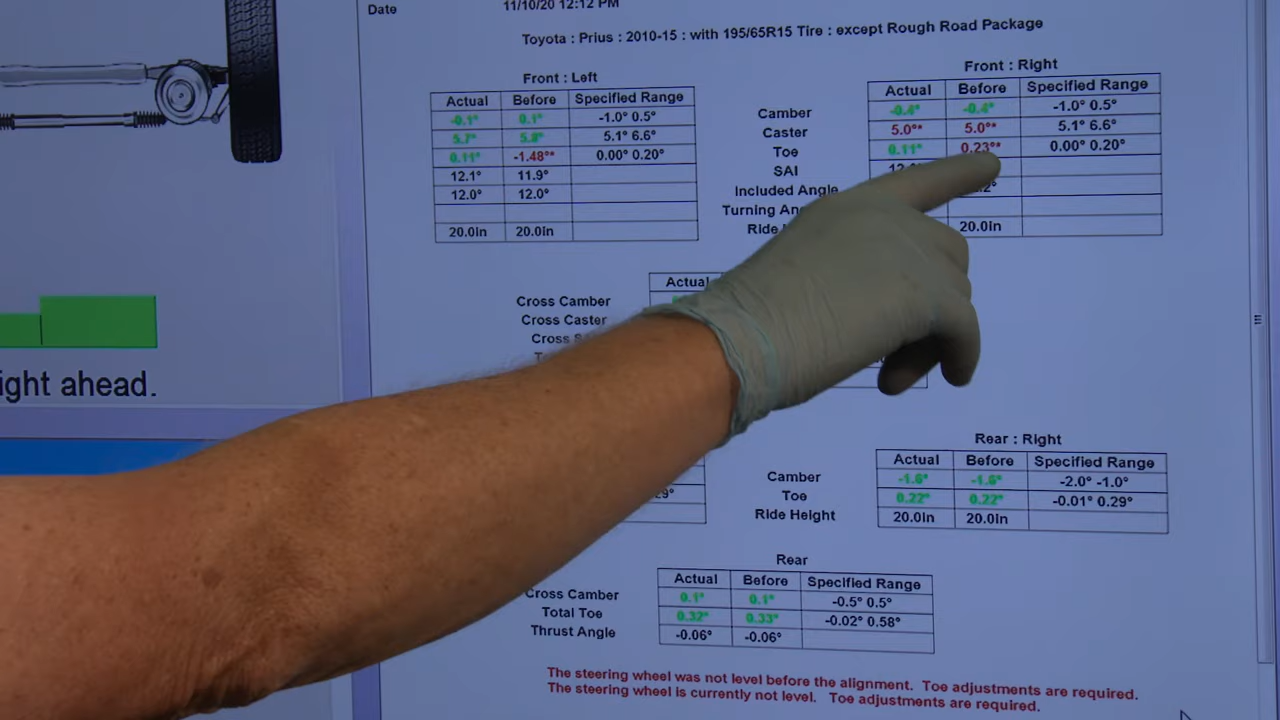 Date 11/10/20 12:12 PM
Toyota : Prius : 2010-15 : with 195/65R15 Tire : except Rough Road Package
Front : Left
Actual Before Specified Range
-0.1° 0.1° -1.0° 0.5°
5.7° 5.8° 5.1° 6.6°
0.11° -1.48°* 0.00° 0.20°
12.1° 11.9°
12.0° 12.0°
20.0in 20.0in
Camber
Caster
Toe
SAI
Included Angle
Turning
Ride
Front : Right
Actual Before Specified Range
-0.4° -0.4° -1.0° 0.5°
5.0°* 5.0°* 5.1° 6.6°
0.11° 0.23°* 0.00° 0.20°
20.0in
Actual
Cross Camber
Cross Caster
Cross
ight ahead.
Rear : Right
Actual Before Specified Range
Camber -1.6° -1.6° -2.0° -1.0°
Toe 0.22° 0.22° -0.01° 0.29°
Ride Height 20.0in 20.0in
Rear
Actual Before Specified Range
Cross Camber 0.1° 0.1° -0.5° 0.5°
Total Toe 0.32° 0.33° -0.02° 0.58°
Thrust Angle -0.06° -0.06°
The steering wheel was not level before the alignment. Toe adjustments are required.
The steering wheel is currently not level. Toe adjustments are required.